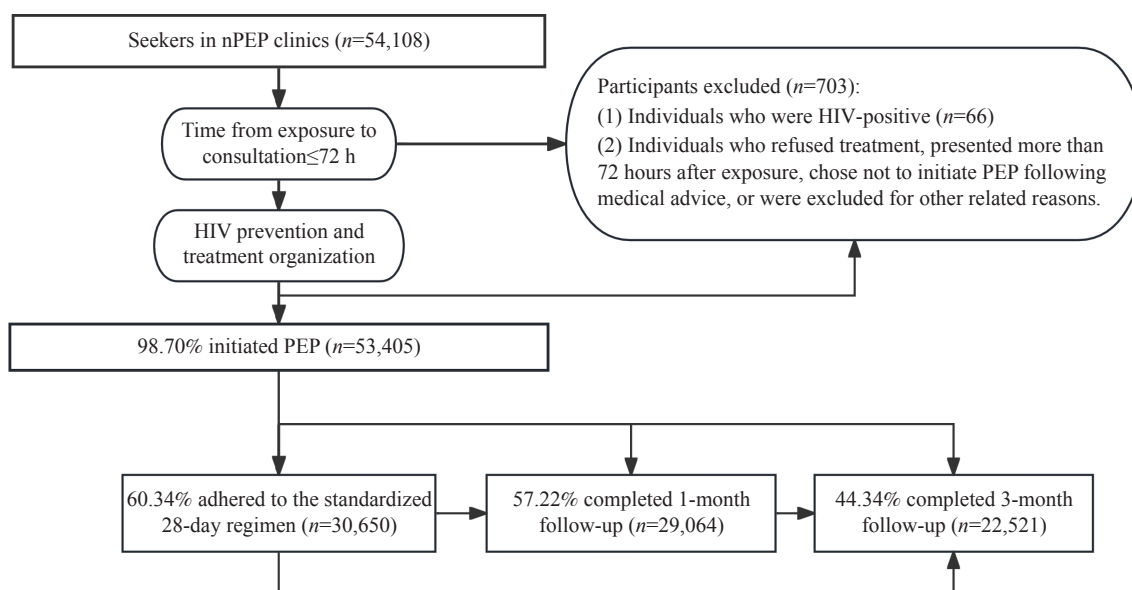 Seekers in nPEP clinics (n=54,108)
Time from exposure to
consultation≤72 h
Participants excluded (n=703):
(1) Individuals who were HIV-positive (n=66)
(2) Individuals who refused treatment, presented more than
72 hours after exposure, chose not to initiate PEP following
medical advice, or were excluded for other related reasons.
HIV prevention and
treatment organization
98.70% initiated PEP (n=53,405)
60.34% adhered to the standardized
28-day regimen (n=30,650)
57.22% completed 1-month
follow-up (n=29,064)
44.34% completed 3-month
follow-up (n=22,521)